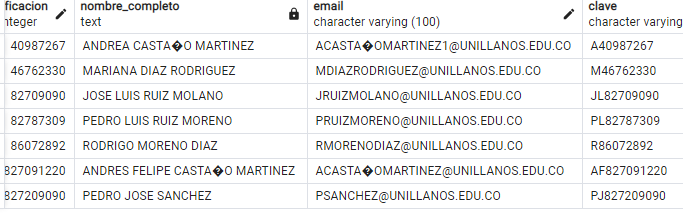 ficacion nombre_completo email clave
nteger text character varying (100) character varying
40987267 ANDREA CASTA�O MARTINEZ ACASTA�OMARTINEZ1@UNILLANOS.EDU.CO A40987267
46762330 MARIANA DIAZ RODRIGUEZ MDIAZRODRIGUEZ@UNILLANOS.EDU.CO M46762330
82709090 JOSE LUIS RUIZ MOLANO JRUIZMOLANO@UNILLANOS.EDU.CO JL82709090
82787309 PEDRO LUIS RUIZ MORENO PRUIZMORENO@UNILLANOS.EDU.CO PL82787309
86072892 RODRIGO MORENO DIAZ RMORENODIAZ@UNILLANOS.EDU.CO R86072892
827091220 ANDRES FELIPE CASTA�O MARTINEZ ACASTA�OMARTINEZ@UNILLANOS.EDU.CO AF827091220
827209090 PEDRO JOSE SANCHEZ PSANCHEZ@UNILLANOS.EDU.CO PJ827209090